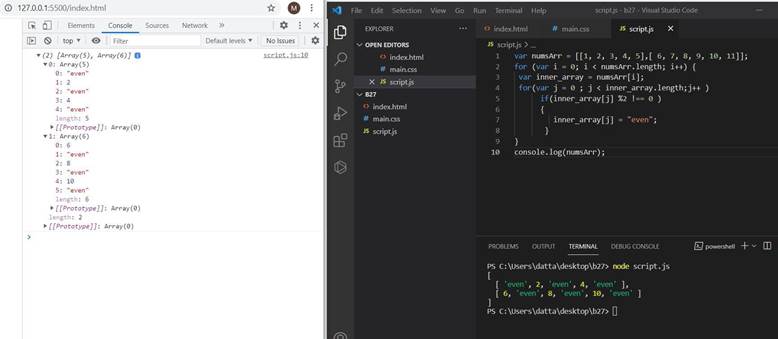 127.0.0.1:5500/index.html
M
Elements Console Sources Network »
top Filter Default levels No Issues
(2) [Array(5), Array(6)] script.js:10
0: Array(5)
0: "even"
1: 2
2: "even"
3: 4
4: "even"
length: 5
[[Prototype]]: Array(0)
1: Array(6)
0: 6
1: "even"
2: 8
3: "even"
4: 10
5: "even"
length: 6
[[Prototype]]: Array(0)
length: 2
[[Prototype]]: Array(0)
>
File Edit Selection View Go Run Terminal Help script.js - b27 - Visual Studio Code
EXPLORER ...
OPEN EDITORS
index.html
main.css
script.js
B27
index.html
main.css
script.js
index.html main.css script.js
script.js > ...
1 var numsArr = [[1, 2, 3, 4, 5],[ 6, 7, 8, 9, 10, 11]];
2 for (var i = 0; i < numsArr.length; i++) {
3 var inner_array = numsArr[i];
4 for(var j = 0 ; j < inner_array.length;j++ )
5 if(inner_array[j] %2 !== 0 )
6 {
7 inner_array[j] = "even";
8 }
9 }
10 console.log(numsArr);
PROBLEMS OUTPUT TERMINAL DEBUG CONSOLE powershell
PS C:\Users\datta\desktop\b27> node script.js
[
[ 'even', 2, 'even', 4, 'even' ],
[ 6, 'even', 8, 'even', 10, 'even' ]
]
PS C:\Users\datta\desktop\b27>